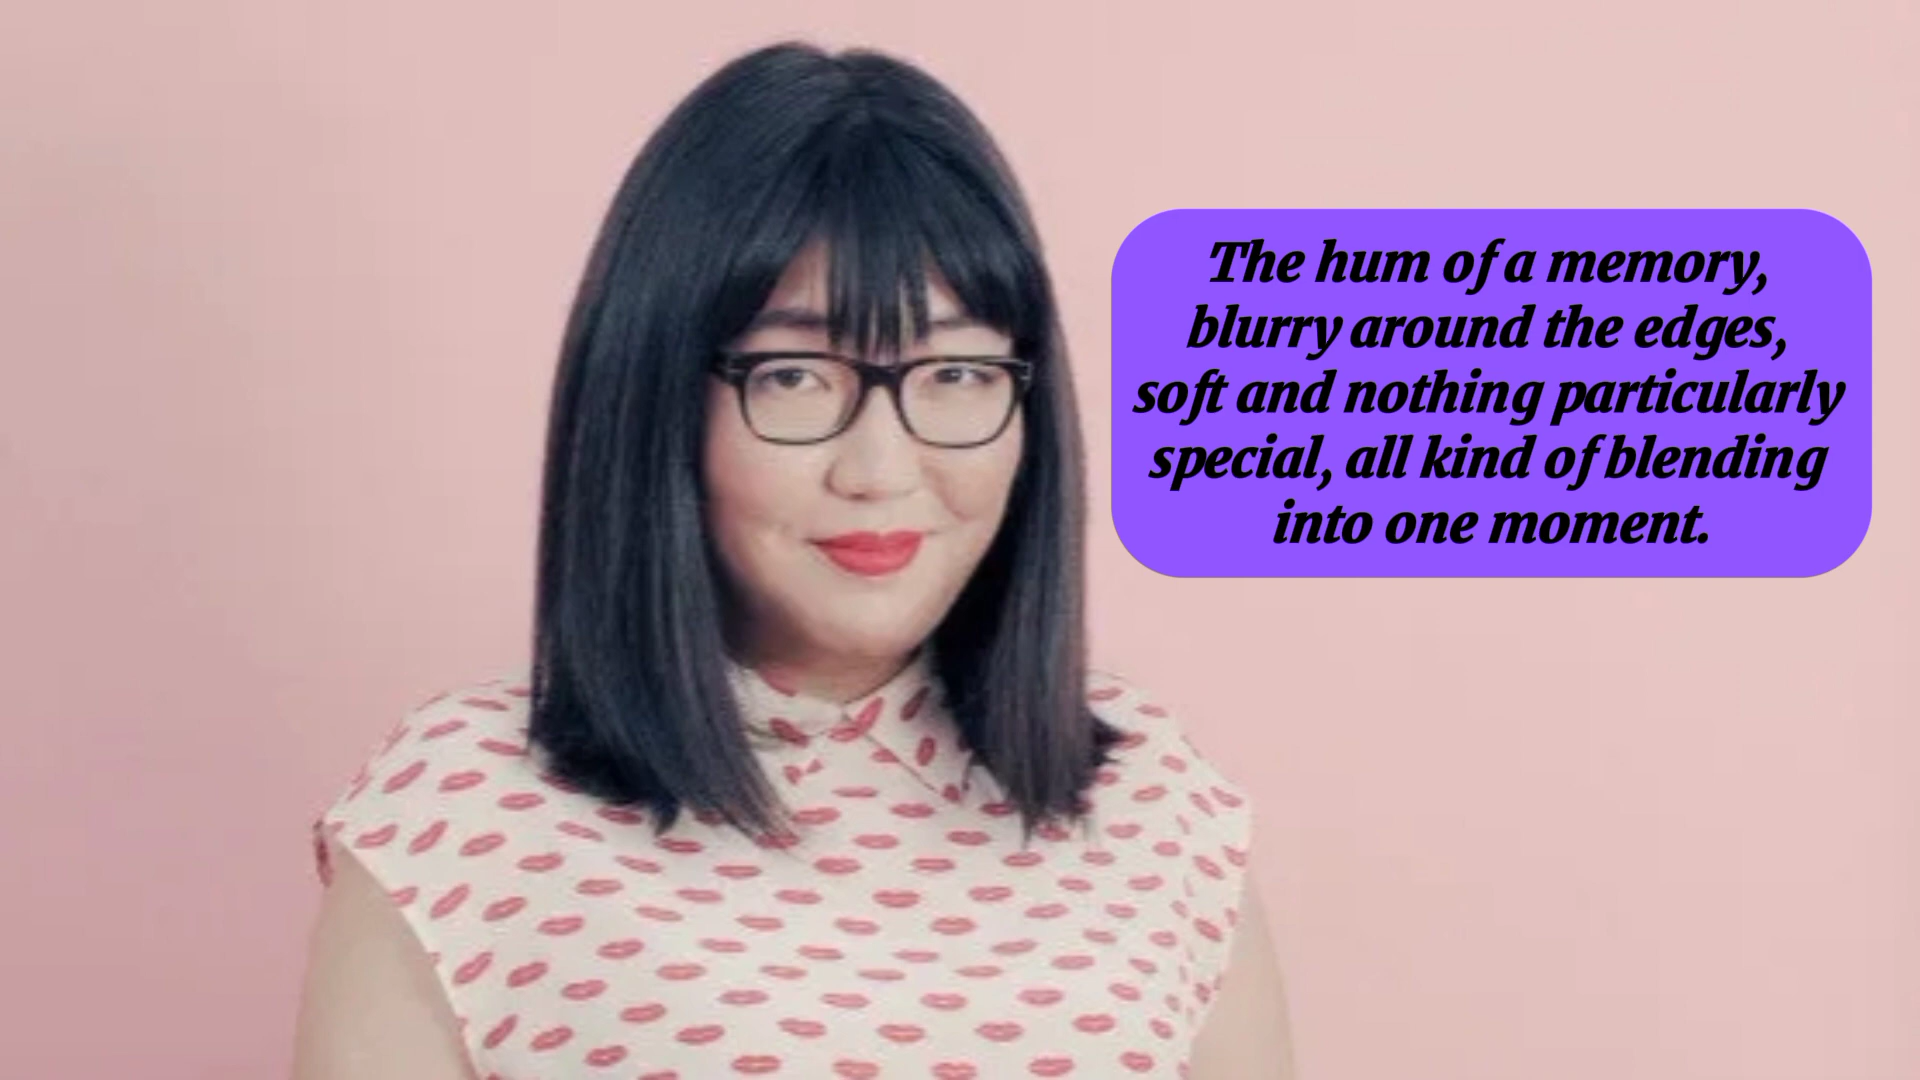 The hum of a memory,
blurry around the edges,
soft and nothing particularly
special, all kind of blending
into one moment.